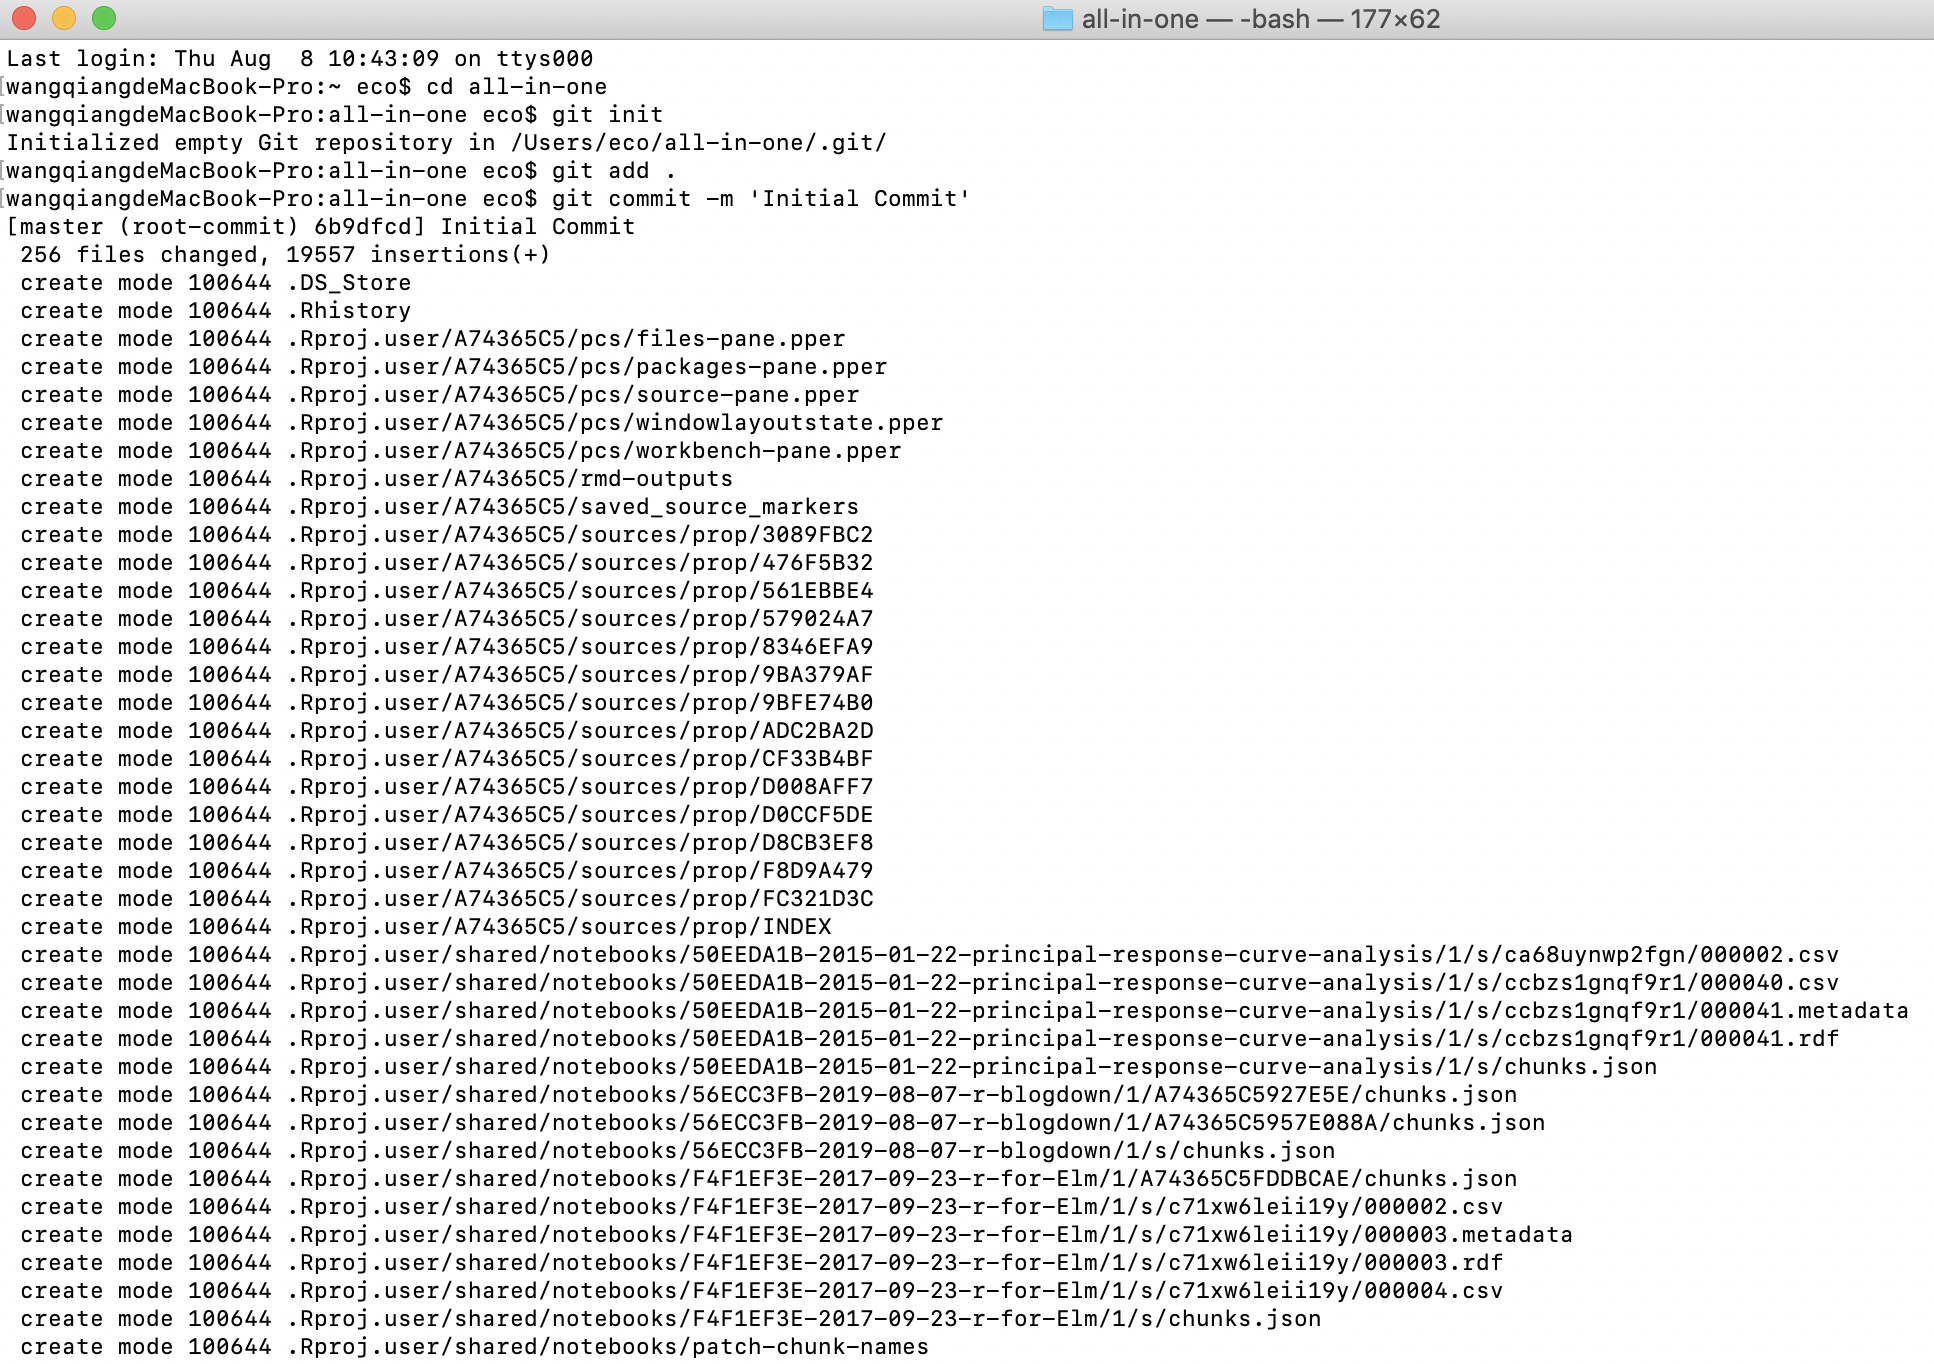 all-in-one — -bash — 177×62
Last login: Thu Aug  8 10:43:09 on ttys000
[wangqiangdeMacBook-Pro:~ eco$ cd all-in-one
[wangqiangdeMacBook-Pro:all-in-one eco$ git init
Initialized empty Git repository in /Users/eco/all-in-one/.git/
[wangqiangdeMacBook-Pro:all-in-one eco$ git add .
[wangqiangdeMacBook-Pro:all-in-one eco$ git commit -m 'Initial Commit'
[master (root-commit) 6b9dfcd] Initial Commit
 256 files changed, 19557 insertions(+)
 create mode 100644 .DS_Store
 create mode 100644 .Rhistory
 create mode 100644 .Rproj.user/A74365C5/pcs/files-pane.pper
 create mode 100644 .Rproj.user/A74365C5/pcs/packages-pane.pper
 create mode 100644 .Rproj.user/A74365C5/pcs/source-pane.pper
 create mode 100644 .Rproj.user/A74365C5/pcs/windowlayoutstate.pper
 create mode 100644 .Rproj.user/A74365C5/pcs/workbench-pane.pper
 create mode 100644 .Rproj.user/A74365C5/rmd-outputs
 create mode 100644 .Rproj.user/A74365C5/saved_source_markers
 create mode 100644 .Rproj.user/A74365C5/sources/prop/3089FBC2
 create mode 100644 .Rproj.user/A74365C5/sources/prop/476F5B32
 create mode 100644 .Rproj.user/A74365C5/sources/prop/561EBBE4
 create mode 100644 .Rproj.user/A74365C5/sources/prop/579024A7
 create mode 100644 .Rproj.user/A74365C5/sources/prop/8346EFA9
 create mode 100644 .Rproj.user/A74365C5/sources/prop/9BA379AF
 create mode 100644 .Rproj.user/A74365C5/sources/prop/9BFE74B0
 create mode 100644 .Rproj.user/A74365C5/sources/prop/ADC2BA2D
 create mode 100644 .Rproj.user/A74365C5/sources/prop/CF33B4BF
 create mode 100644 .Rproj.user/A74365C5/sources/prop/D008AFF7
 create mode 100644 .Rproj.user/A74365C5/sources/prop/D0CCF5DE
 create mode 100644 .Rproj.user/A74365C5/sources/prop/D8CB3EF8
 create mode 100644 .Rproj.user/A74365C5/sources/prop/F8D9A479
 create mode 100644 .Rproj.user/A74365C5/sources/prop/FC321D3C
 create mode 100644 .Rproj.user/A74365C5/sources/prop/INDEX
 create mode 100644 .Rproj.user/shared/notebooks/50EEDA1B-2015-01-22-principal-response-curve-analysis/1/s/ca68uynwp2fgn/000002.csv
 create mode 100644 .Rproj.user/shared/notebooks/50EEDA1B-2015-01-22-principal-response-curve-analysis/1/s/ccbzs1gnqf9r1/000040.csv
 create mode 100644 .Rproj.user/shared/notebooks/50EEDA1B-2015-01-22-principal-response-curve-analysis/1/s/ccbzs1gnqf9r1/000041.metadata
 create mode 100644 .Rproj.user/shared/notebooks/50EEDA1B-2015-01-22-principal-response-curve-analysis/1/s/ccbzs1gnqf9r1/000041.rdf
 create mode 100644 .Rproj.user/shared/notebooks/50EEDA1B-2015-01-22-principal-response-curve-analysis/1/s/chunks.json
 create mode 100644 .Rproj.user/shared/notebooks/56ECC3FB-2019-08-07-r-blogdown/1/A74365C5927E5E/chunks.json
 create mode 100644 .Rproj.user/shared/notebooks/56ECC3FB-2019-08-07-r-blogdown/1/A74365C5957E088A/chunks.json
 create mode 100644 .Rproj.user/shared/notebooks/56ECC3FB-2019-08-07-r-blogdown/1/s/chunks.json
 create mode 100644 .Rproj.user/shared/notebooks/F4F1EF3E-2017-09-23-r-for-Elm/1/A74365C5FDDBCAE/chunks.json
 create mode 100644 .Rproj.user/shared/notebooks/F4F1EF3E-2017-09-23-r-for-Elm/1/s/c71xw6leii19y/000002.csv
 create mode 100644 .Rproj.user/shared/notebooks/F4F1EF3E-2017-09-23-r-for-Elm/1/s/c71xw6leii19y/000003.metadata
 create mode 100644 .Rproj.user/shared/notebooks/F4F1EF3E-2017-09-23-r-for-Elm/1/s/c71xw6leii19y/000003.rdf
 create mode 100644 .Rproj.user/shared/notebooks/F4F1EF3E-2017-09-23-r-for-Elm/1/s/c71xw6leii19y/000004.csv
 create mode 100644 .Rproj.user/shared/notebooks/F4F1EF3E-2017-09-23-r-for-Elm/1/s/chunks.json
 create mode 100644 .Rproj.user/shared/notebooks/patch-chunk-names